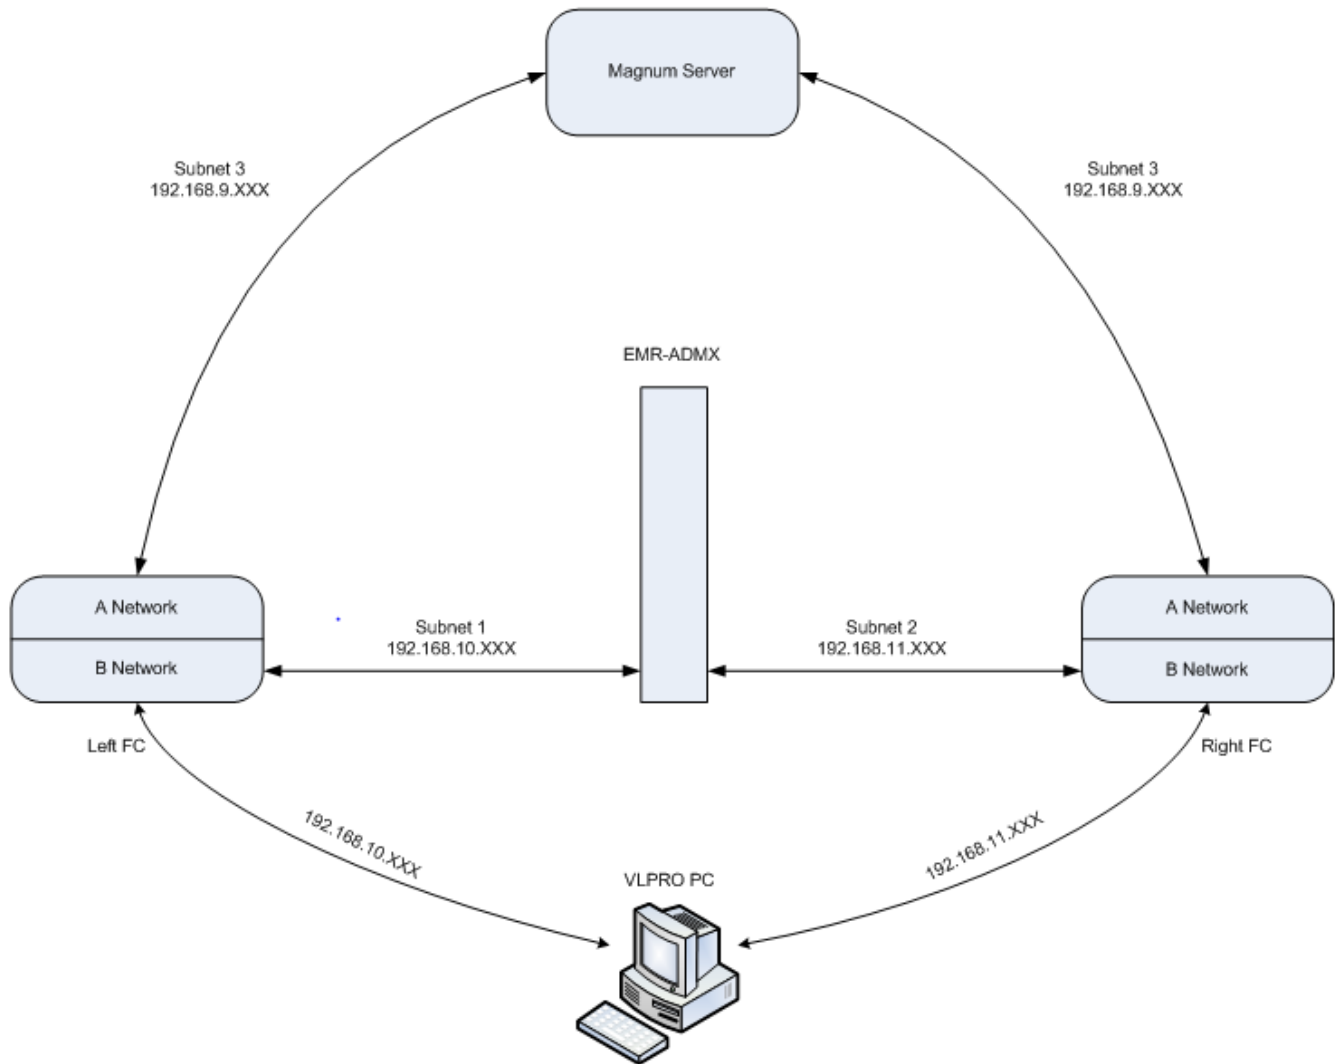 Magnum Server
Subnet 3
192.168.9.XXX
Subnet 3
192.168.9.XXX
EMR-ADMX
A Network
B Network
Left FC
Subnet 1
192.168.10.XXX
Subnet 2
192.168.11.XXX
A Network
B Network
Right FC
192.168.10.XXX
192.168.11.XXX
VLPRO PC